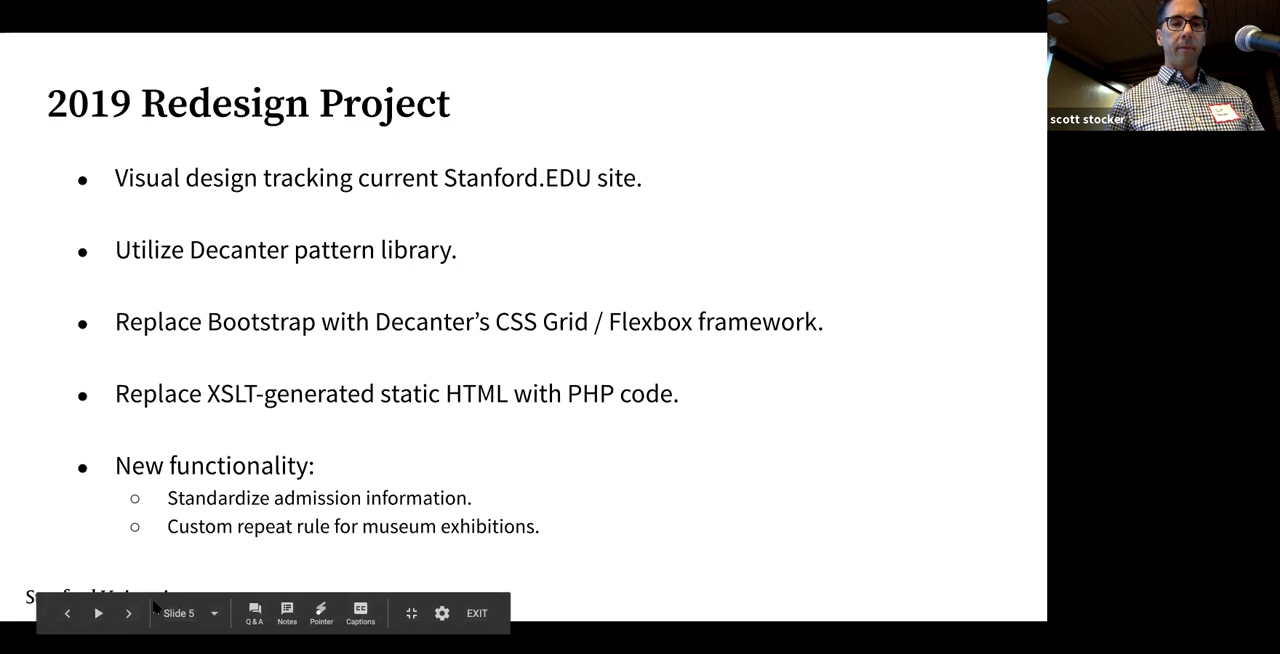 2019 Redesign Project
scott stocker
● Visual design tracking current Stanford.EDU site.
● Utilize Decanter pattern library.
● Replace Bootstrap with Decanter’s CSS Grid / Flexbox framework.
● Replace XSLT-generated static HTML with PHP code.
● New functionality:
○ Standardize admission information.
○ Custom repeat rule for museum exhibitions.
Slide 5
Q & A Notes Pointer Captions
CC
EXIT